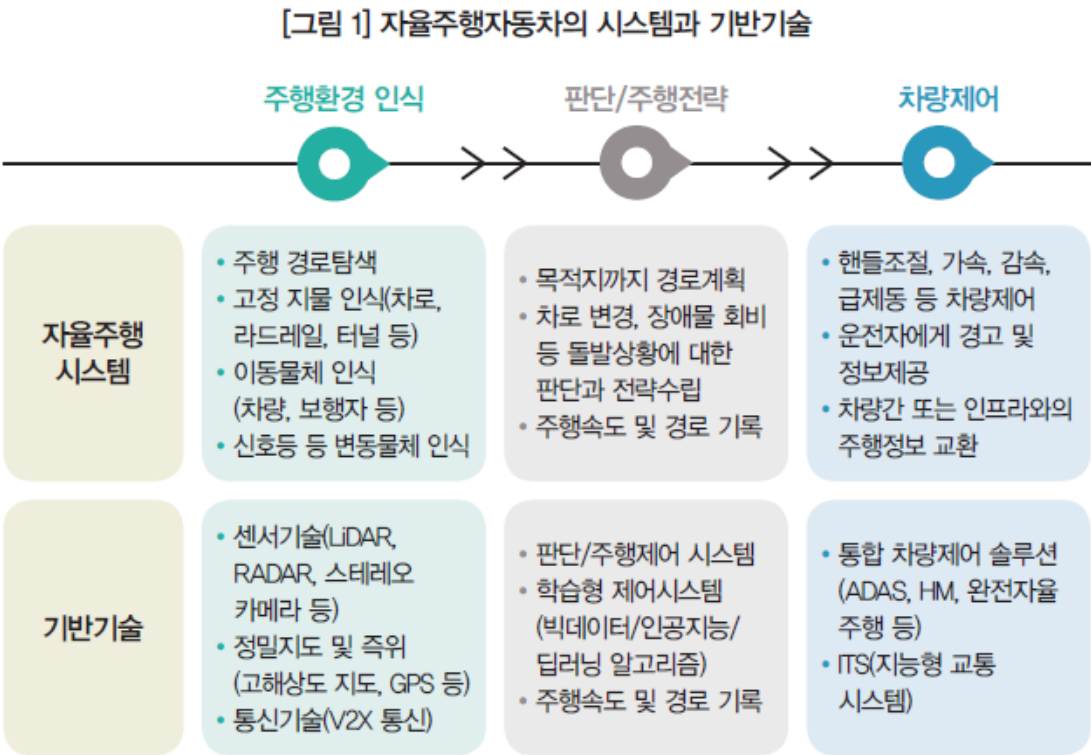 [그림 1] 자율주행자동차의 시스템과 기반기술
주행환경 인식
판단/주행전략
차량제어
자율주행
시스템
• 주행 경로탐색
• 고정 지물 인식(차로,
라드레일, 터널 등)
• 이동물체 인식
(차량, 보행자 등)
• 신호등 등 변동물체 인식
• 목적지까지 경로계획
• 차로 변경, 장애물 회비
등 돌발상황에 대한
판단과 전략수립
• 주행속도 및 경로 기록
• 핸들조절, 가속, 감속,
급제동 등 차량제어
• 운전자에게 경고 및
정보제공
• 차량간 또는 인프라와의
주행정보 교환
기반기술
• 센서기술(LiDAR,
RADAR, 스테레오
카메라 등)
• 정밀지도 및 즉위
(고해상도 지도, GPS 등)
• 통신기술(V2X 통신)
• 판단/주행제어 시스템
• 학습형 제어시스템
(빅데이터/인공지능/
딥러닝 알고리즘)
• 주행속도 및 경로 기록
• 통합 차량제어 솔루션
(ADAS, HM, 완전자율
주행 등)
• ITS(지능형 교통
시스템)